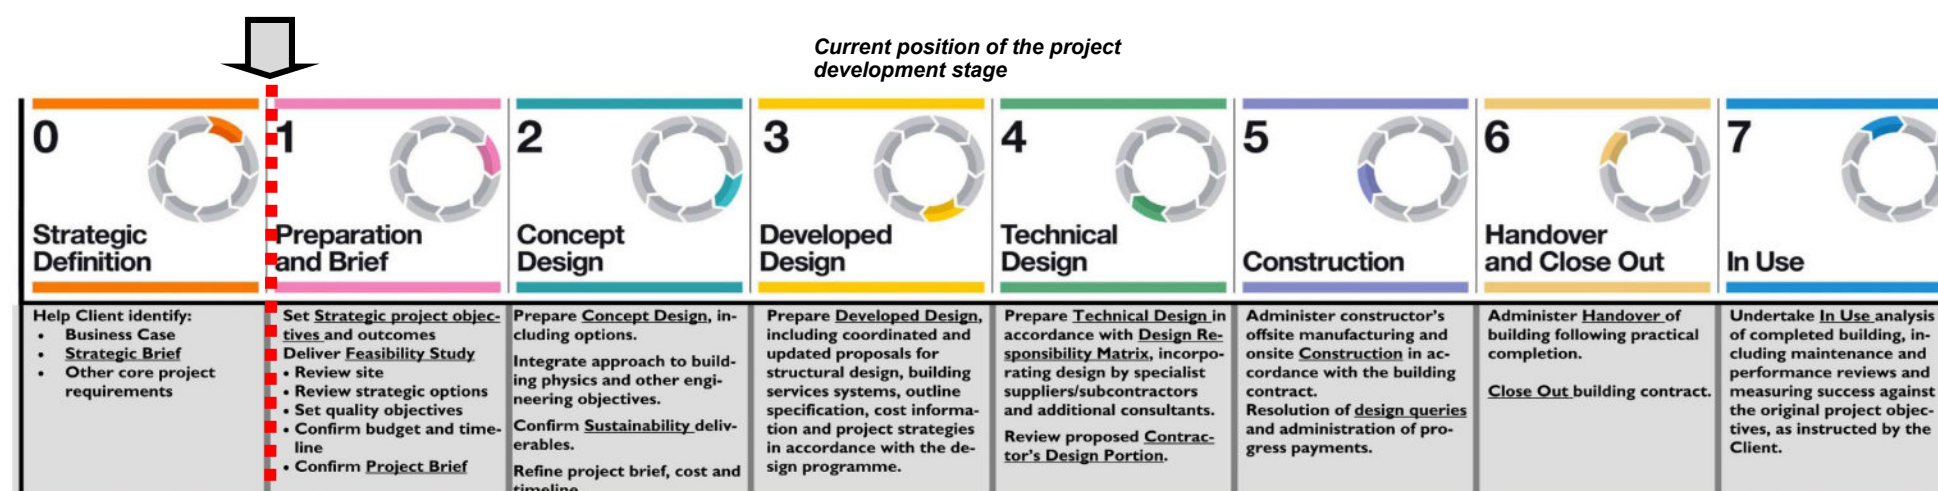 Current position of the project
development stage
0
Strategic
Definition
Help Client identify:
• Business Case
• Strategic Brief
• Other core project
requirements
1
Preparation
and Brief
Set Strategic project objec-
tives and outcomes
Deliver Feasibility Study
• Review site
• Review strategic options
• Set quality objectives
• Confirm budget and time-
line
• Confirm Project Brief
2
Concept
Design
Prepare Concept Design, in-
cluding options.
Integrate approach to build-
ing physics and other engi-
neering objectives.
Confirm Sustainability deliv-
erables.
Refine project brief, cost and
timeline
3
Developed
Design
Prepare Developed Design,
including coordinated and
updated proposals for
structural design, building
services systems, outline
specification, cost informa-
tion and project strategies
in accordance with the de-
sign programme.
4
Technical
Design
Prepare Technical Design in
accordance with Design Re-
sponsibility Matrix, incorpo-
rating design by specialist
suppliers/subcontractors
and additional consultants.
Review proposed Contrac-
tor's Design Portion.
5
Construction
Administer constructor's
offsite manufacturing and
onsite Construction in ac-
cordance with the building
contract.
Resolution of design queries
and administration of pro-
gress payments.
6
Handover
and Close Out
Administer Handover of
building following practical
completion.
Close Out building contract.
7
In Use
Undertake In Use analysis
of completed building, in-
cluding maintenance and
performance reviews and
measuring success against
the original project objec-
tives, as instructed by the
Client.